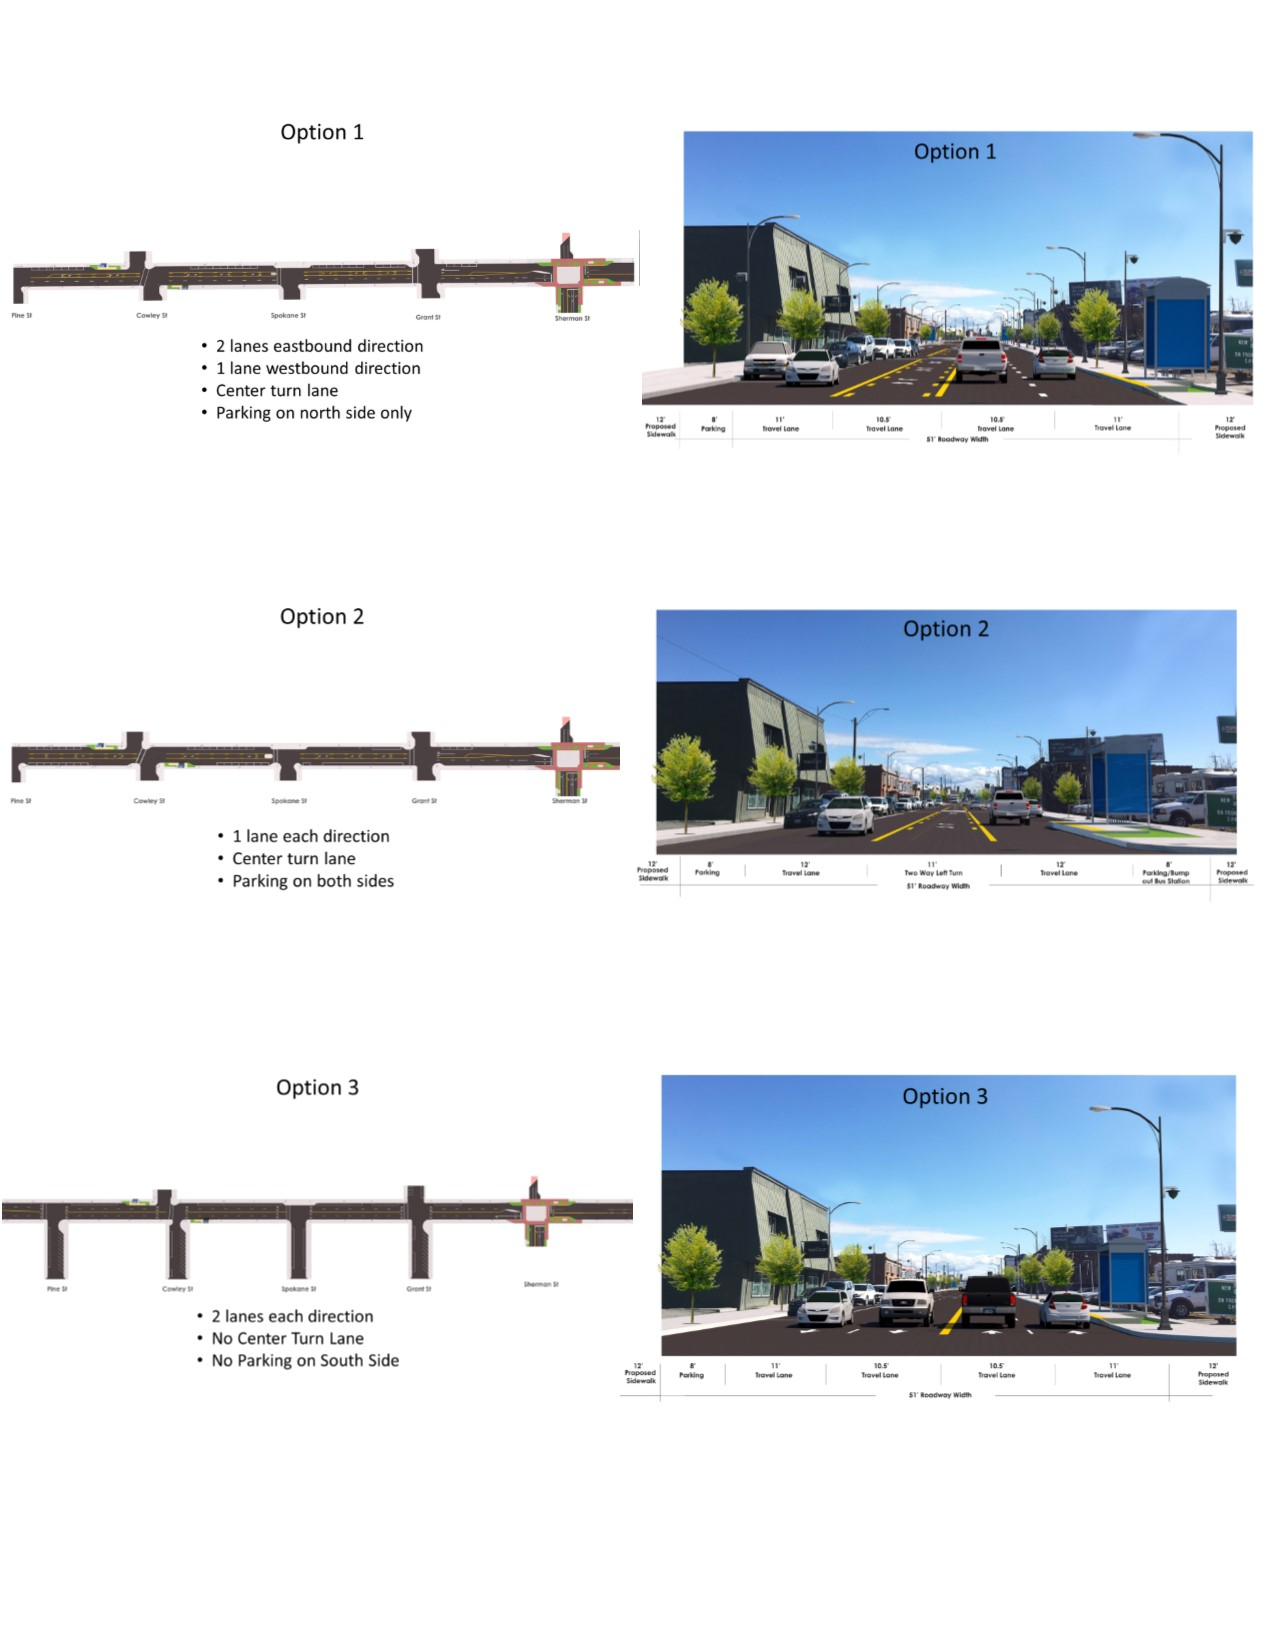 Option 1
Pine St
Cowley St
Spokane St
Grant St
Sherman St
• 2 lanes eastbound direction
• 1 lane westbound direction
• Center turn lane
• Parking on north side only
Option 1
12'
Proposed
Sidewalk
8'
Parking
11'
Travel Lane
10.5'
Travel Lane
10.5'
Travel Lane
11'
Travel Lane
12'
Proposed
Sidewalk
51' Roadway Width
Option 2
Pine St
Cowley St
Spokane St
Grant St
Sherman St
• 1 lane each direction
• Center turn lane
• Parking on both sides
Option 2
12'
Proposed
Sidewalk
8'
Parking
12'
Travel Lane
11'
Two Way Left Turn
12'
Travel Lane
8'
Parking/Bump
out Bus Station
12'
Proposed
Sidewalk
51' Roadway Width
Option 3
Pine St
Cowley St
Spokane St
Grant St
Sherman St
• 2 lanes each direction
• No Center Turn Lane
• No Parking on South Side
Option 3
12'
Proposed
Sidewalk
8'
Parking
11'
Travel Lane
10.5'
Travel Lane
10.5'
Travel Lane
11'
Travel Lane
12'
Proposed
Sidewalk
51' Roadway Width